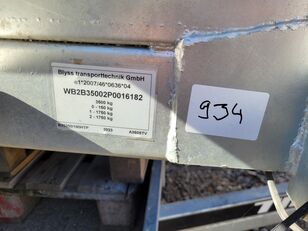 Blyss transporttechnik GmbH
e1*2007/46*0636*04
WB2B35002P0016182
3500 kg
0 - 150 kg
1 - 1750 kg
2 - 1750 kg
2023
934